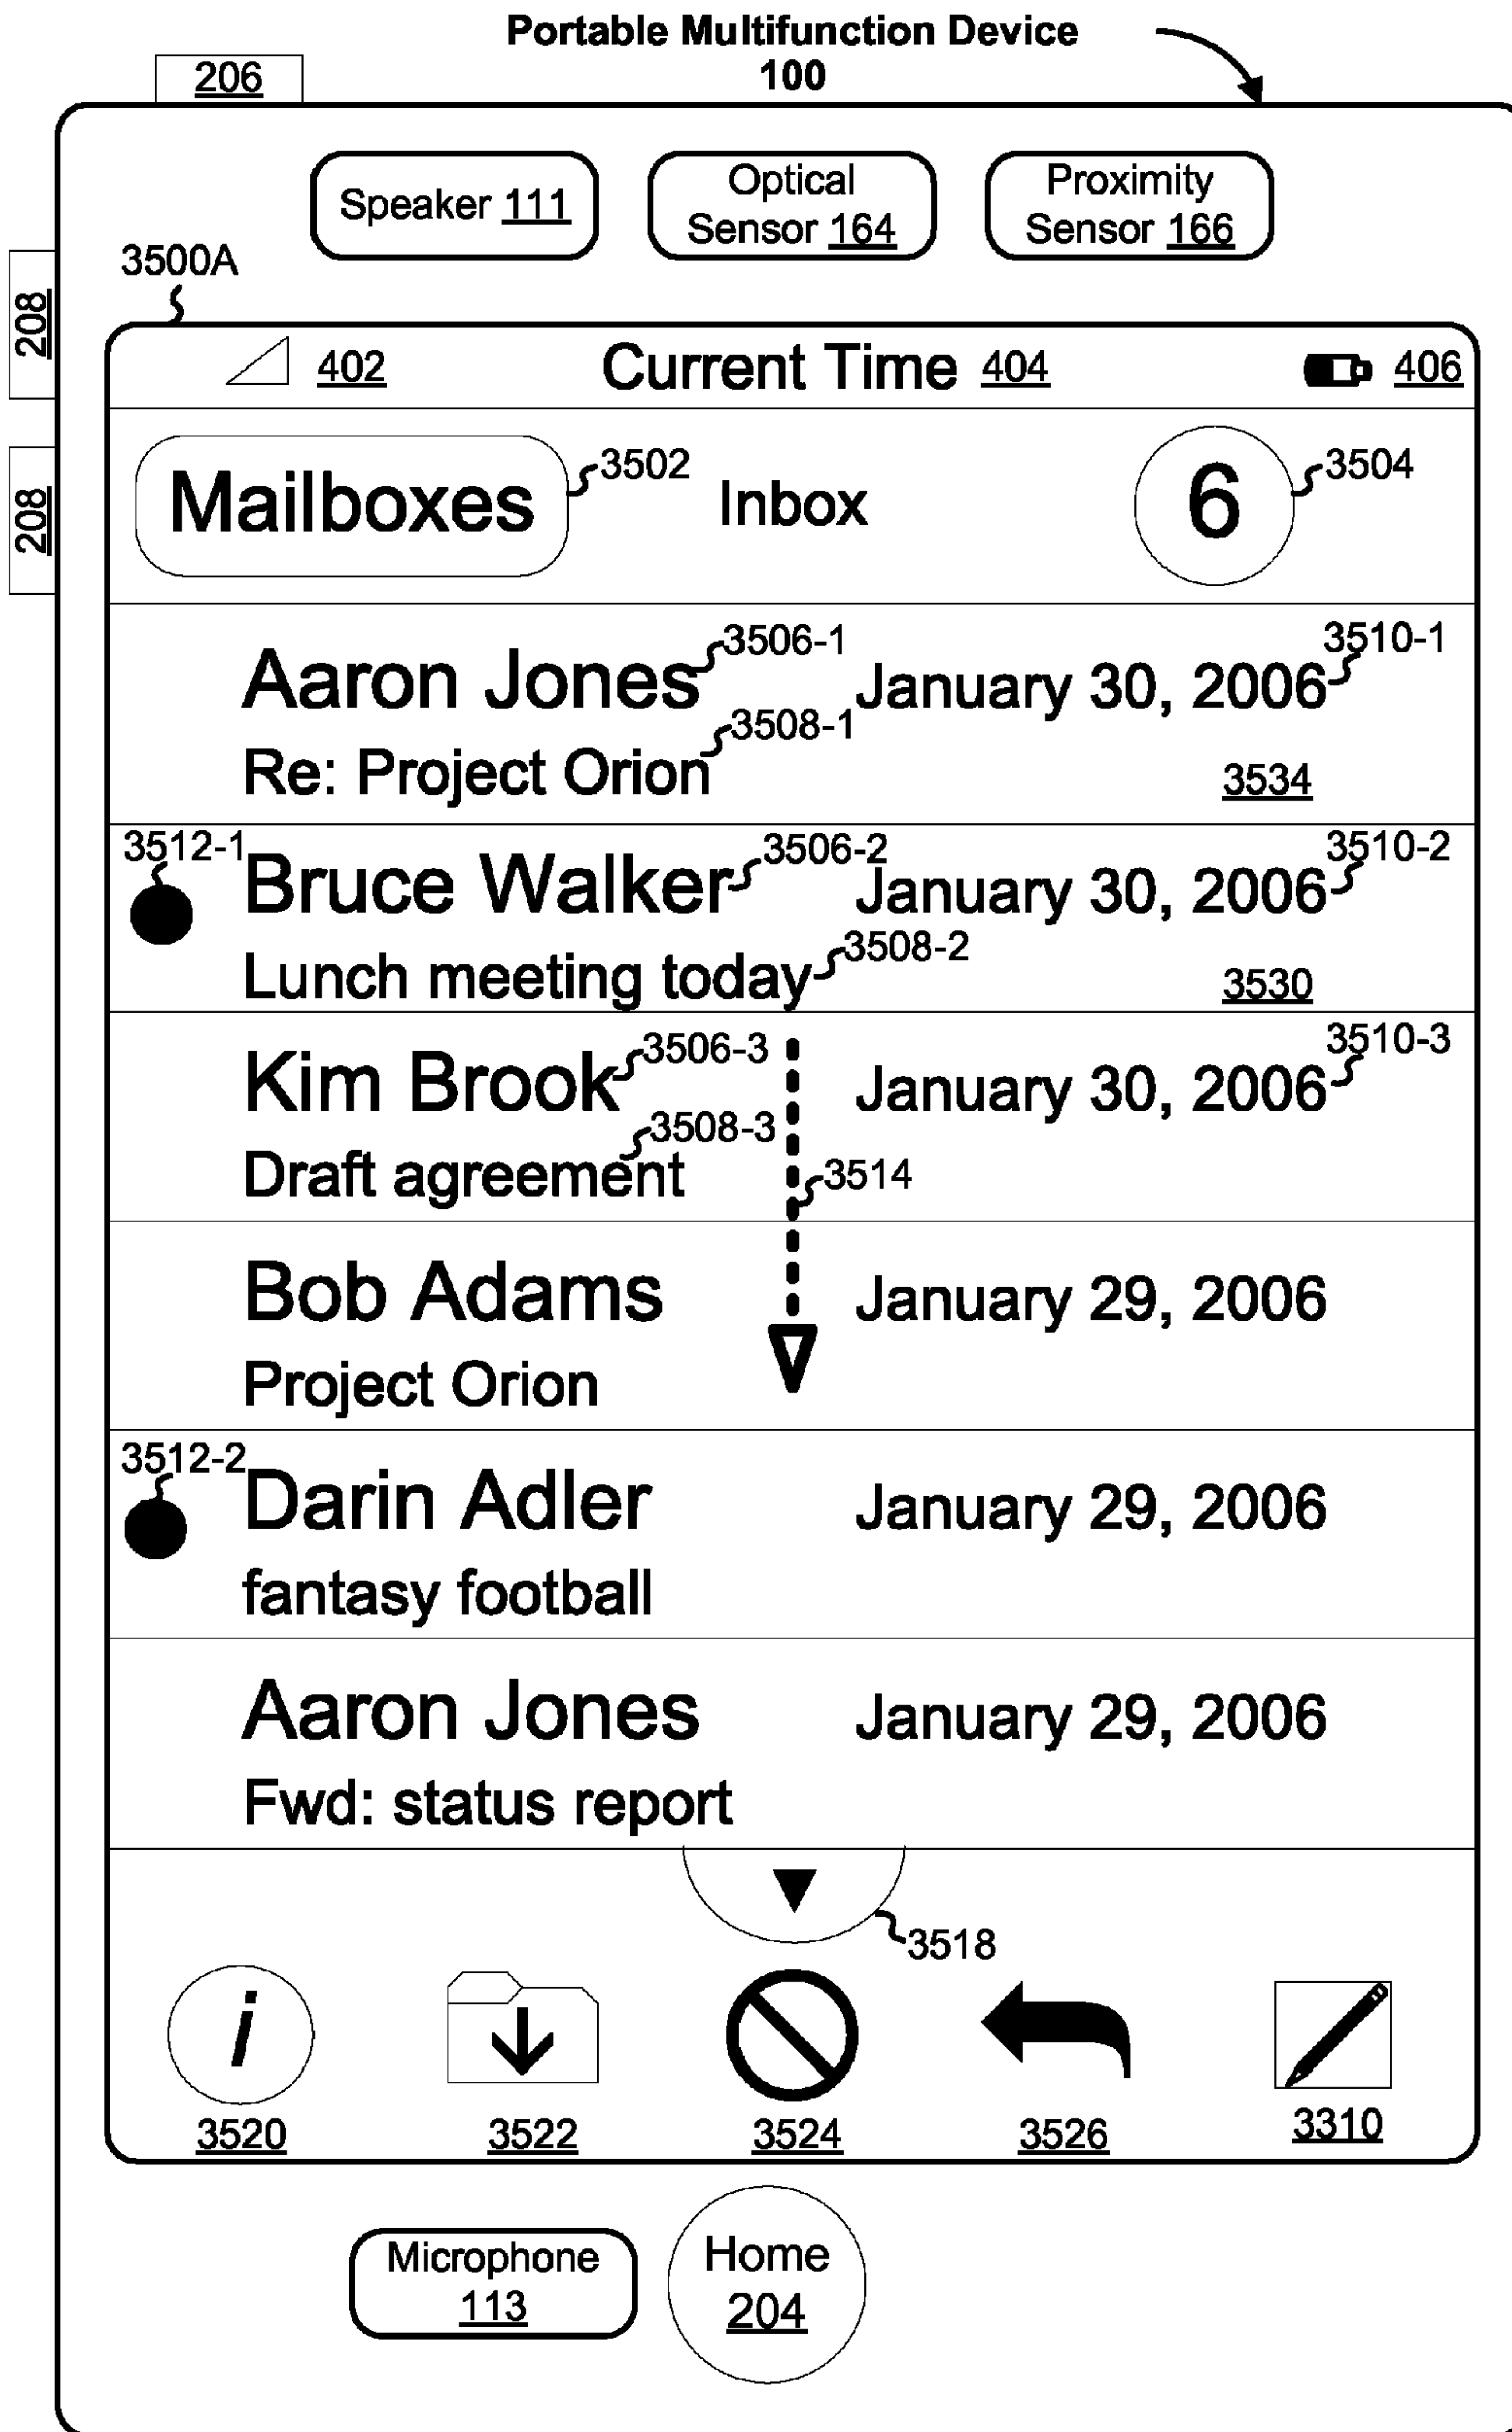 Portable Multifunction Device
100
206
Speaker 111
Optical
Sensor 164
Proximity
Sensor 166
208
208
3500A
402
Current Time 404
406
Mailboxes
3502
Inbox
6
3504
Aaron Jones
3506-1
January 30, 2006
3510-1
Re: Project Orion
3508-1
3534
3512-1
Bruce Walker
3506-2
January 30, 2006
3510-2
Lunch meeting today
3508-2
3530
Kim Brook
3506-3
January 30, 2006
3510-3
Draft agreement
3508-3
3514
Bob Adams
January 29, 2006
Project Orion
3512-2
Darin Adler
January 29, 2006
fantasy football
Aaron Jones
January 29, 2006
Fwd: status report
3518
i
3520
3522
3524
3526
3310
Microphone
113
Home
204